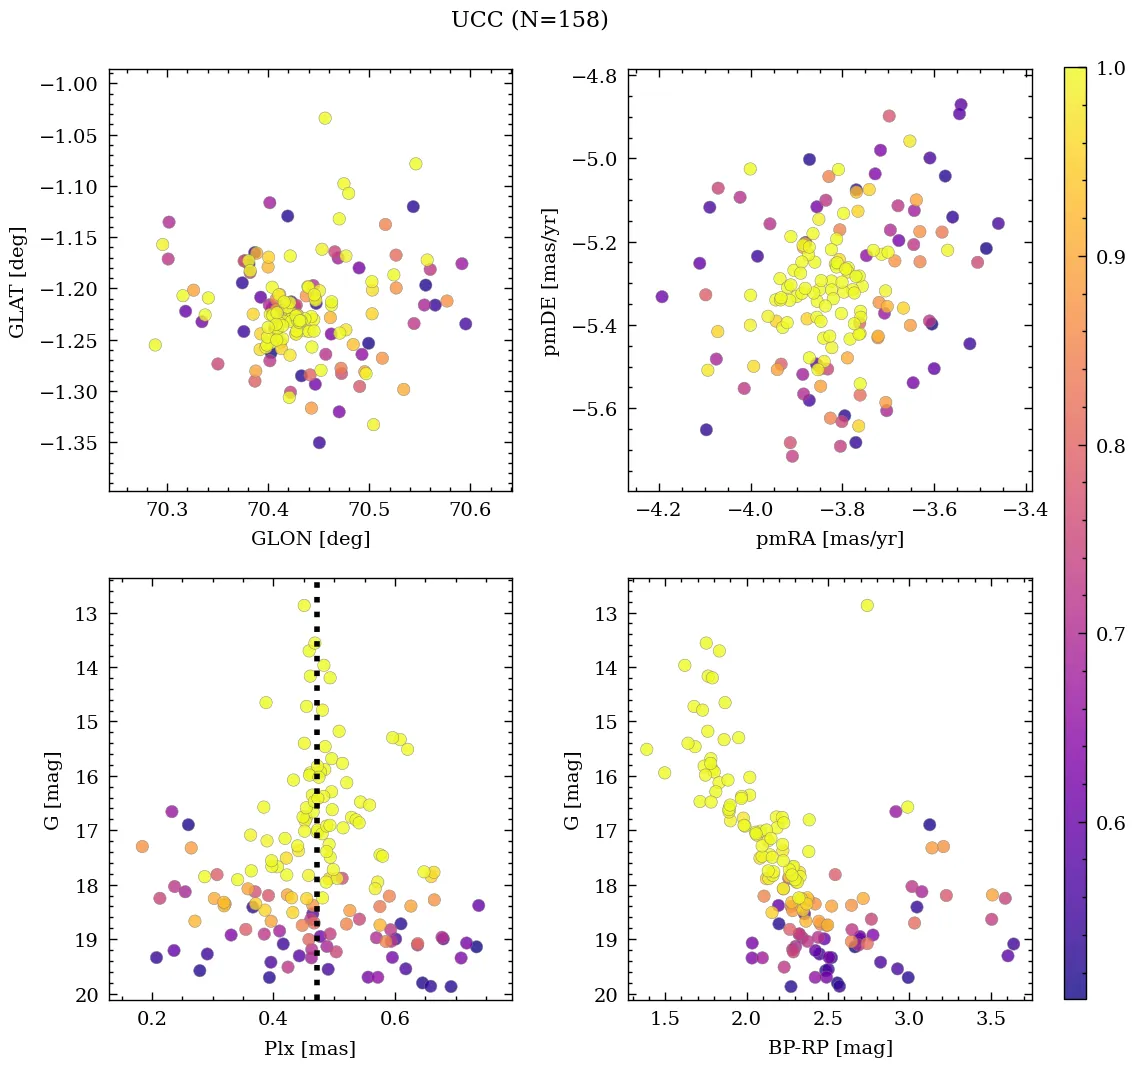 UCC (N=158)
−1.00
−1.05
−1.10
−1.15
−1.20
−1.25
−1.30
−1.35
GLAT [deg]
70.3 70.4 70.5 70.6
GLON [deg]
−4.8
−5.0
−5.2
−5.4
−5.6
pmDE [mas/yr]
−4.2 −4.0 −3.8 −3.6 −3.4
pmRA [mas/yr]
13
14
15
16
17
18
19
20
G [mag]
0.2 0.4 0.6
Plx [mas]
13
14
15
16
17
18
19
20
G [mag]
1.5 2.0 2.5 3.0 3.5
BP-RP [mag]
1.0
0.9
0.8
0.7
0.6